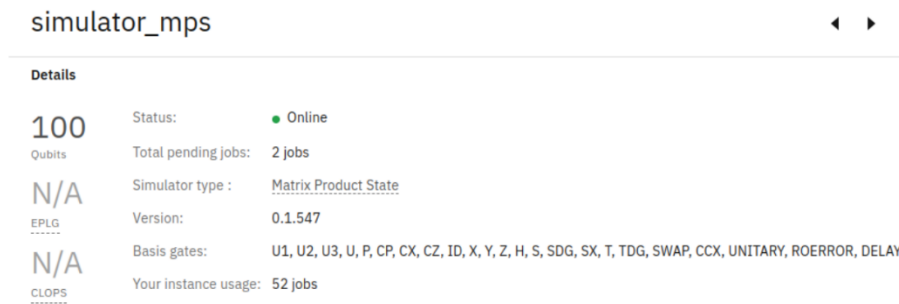 simulator_mps
Details
100
Qubits
N/A
EPLG
N/A
CLOPS
Status: Online
Total pending jobs: 2 jobs
Simulator type : Matrix Product State
Version: 0.1.547
Basis gates: U1, U2, U3, U, P, CP, CX, CZ, ID, X, Y, Z, H, S, SDG, SX, T, TDG, SWAP, CCX, UNITARY, ROERROR, DELAY
Your instance usage: 52 jobs